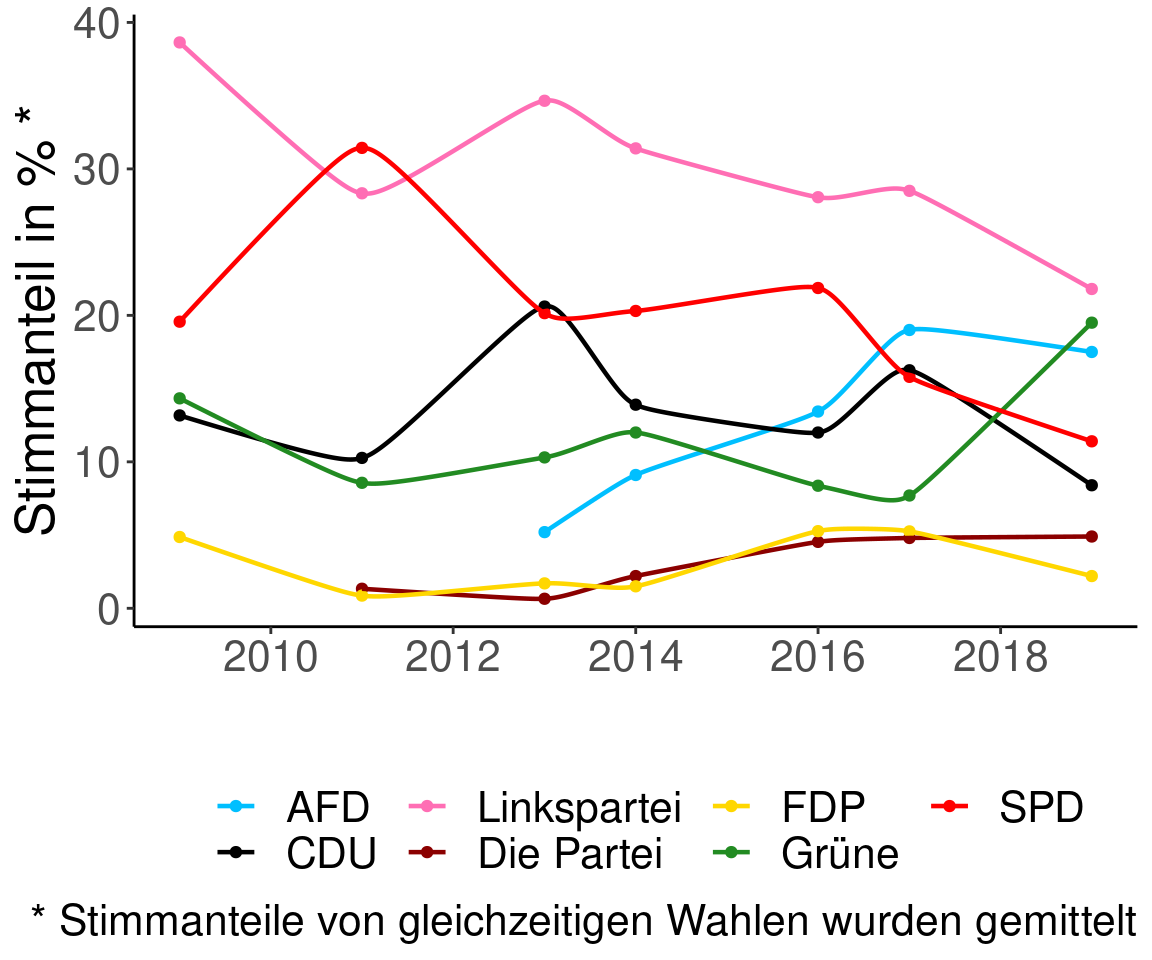 40
30
20
10
0
Stimmanteil in % *
2010 2012 2014 2016 2018
AFD Linkspartei FDP SPD
CDU Die Partei Grüne
* Stimmanteile von gleichzeitigen Wahlen wurden gemittelt